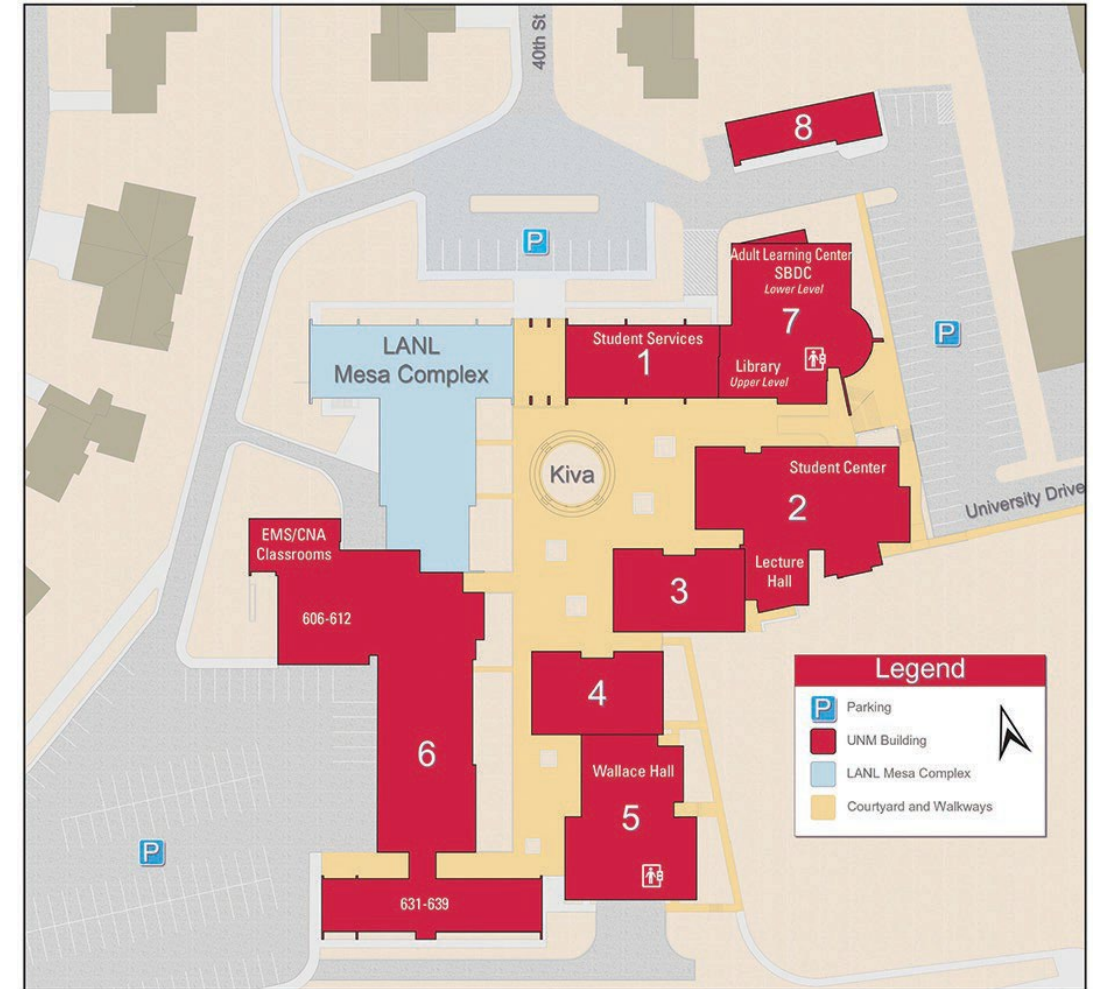 40th St
8
P
Adult Learning Center
SBDC
Lower Level
7
P
LANL
Mesa Complex
Student Services
1
Library
Upper Level
Kiva
Student Center
2
University Drive
EMS/CNA
Classrooms
Lecture
Hall
3
606-612
4
Legend
P
Parking
UNM Building
LANL Mesa Complex
Courtyard and Walkways
6
Wallace Hall
5
P
631-639